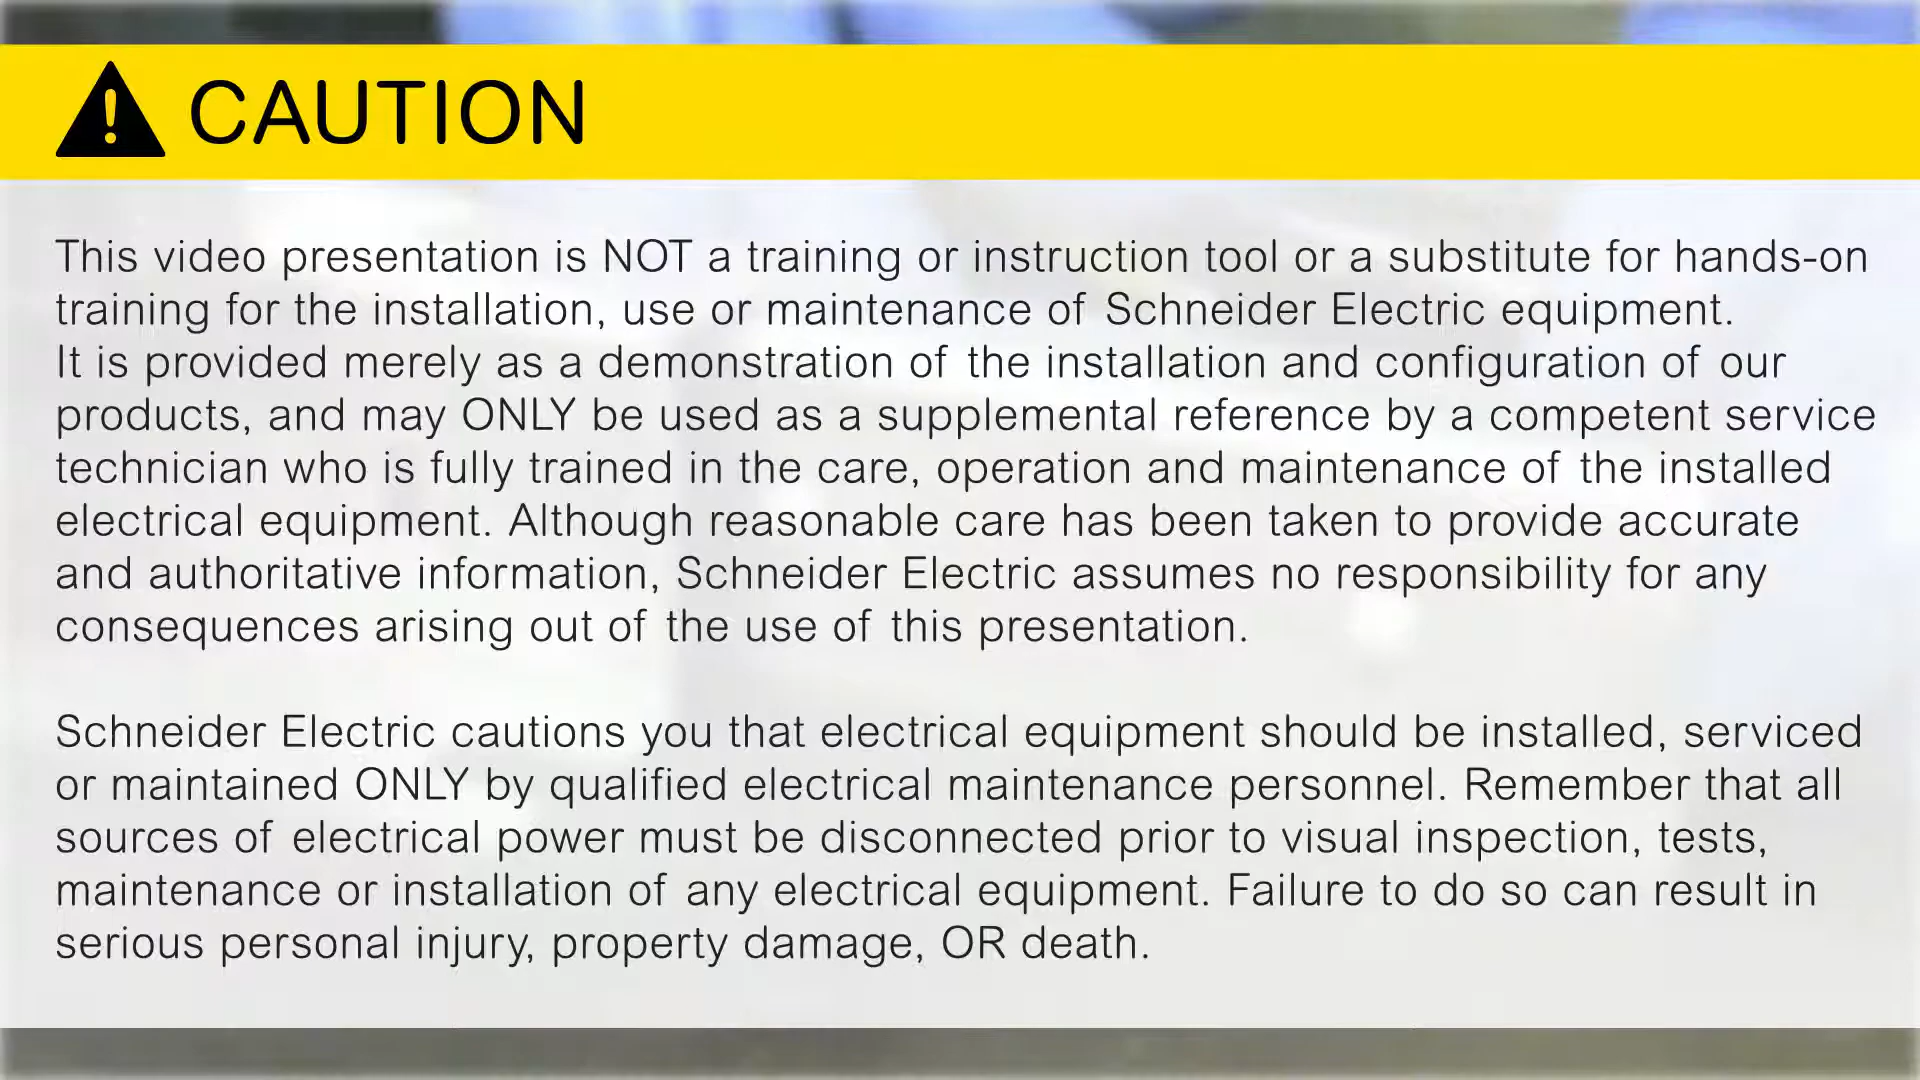 CAUTION
This video presentation is NOT a training or instruction tool or a substitute for hands-on
training for the installation, use or maintenance of Schneider Electric equipment.
It is provided merely as a demonstration of the installation and configuration of our
products, and may ONLY be used as a supplemental reference by a competent service
technician who is fully trained in the care, operation and maintenance of the installed
electrical equipment. Although reasonable care has been taken to provide accurate
and authoritative information, Schneider Electric assumes no responsibility for any
consequences arising out of the use of this presentation.
Schneider Electric cautions you that electrical equipment should be installed, serviced
or maintained ONLY by qualified electrical maintenance personnel. Remember that all
sources of electrical power must be disconnected prior to visual inspection, tests,
maintenance or installation of any electrical equipment. Failure to do so can result in
serious personal injury, property damage, OR death.